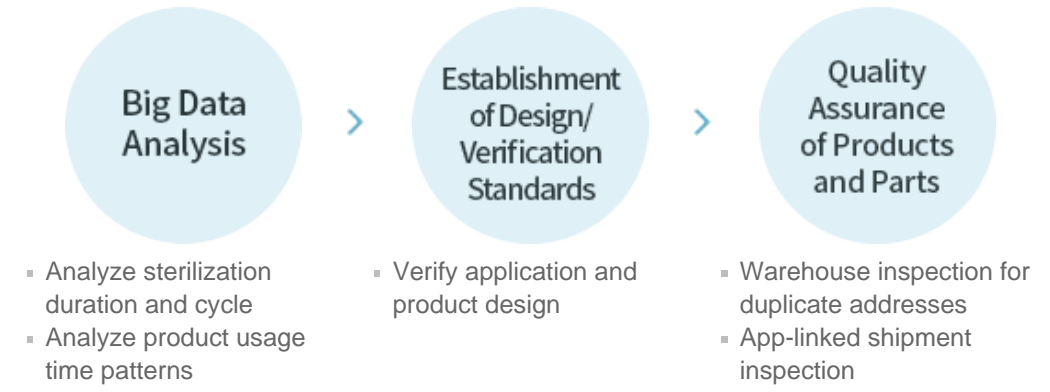 Big Data
Analysis
Establishment
of Design/
Verification
Standards
Quality
Assurance
of Products
and Parts
Analyze sterilization
duration and cycle
Analyze product usage
time patterns
Verify application and
product design
Warehouse inspection for
duplicate addresses
App-linked shipment
inspection